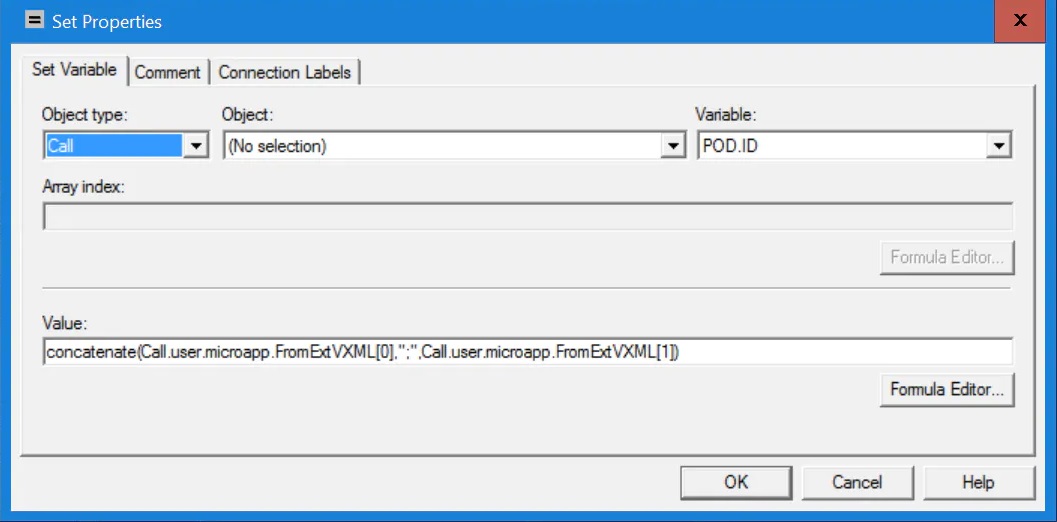 Set Properties
X
Set Variable
Comment
Connection Labels
Object type:
Object:
Variable:
Call
(No selection)
POD.ID
Array index:
Formula Editor...
Value:
concatenate(Call.user.microapp.FromExtVXML[0],";",Call.user.microapp.FromExtVXML[1])
Formula Editor...
OK
Cancel
Help